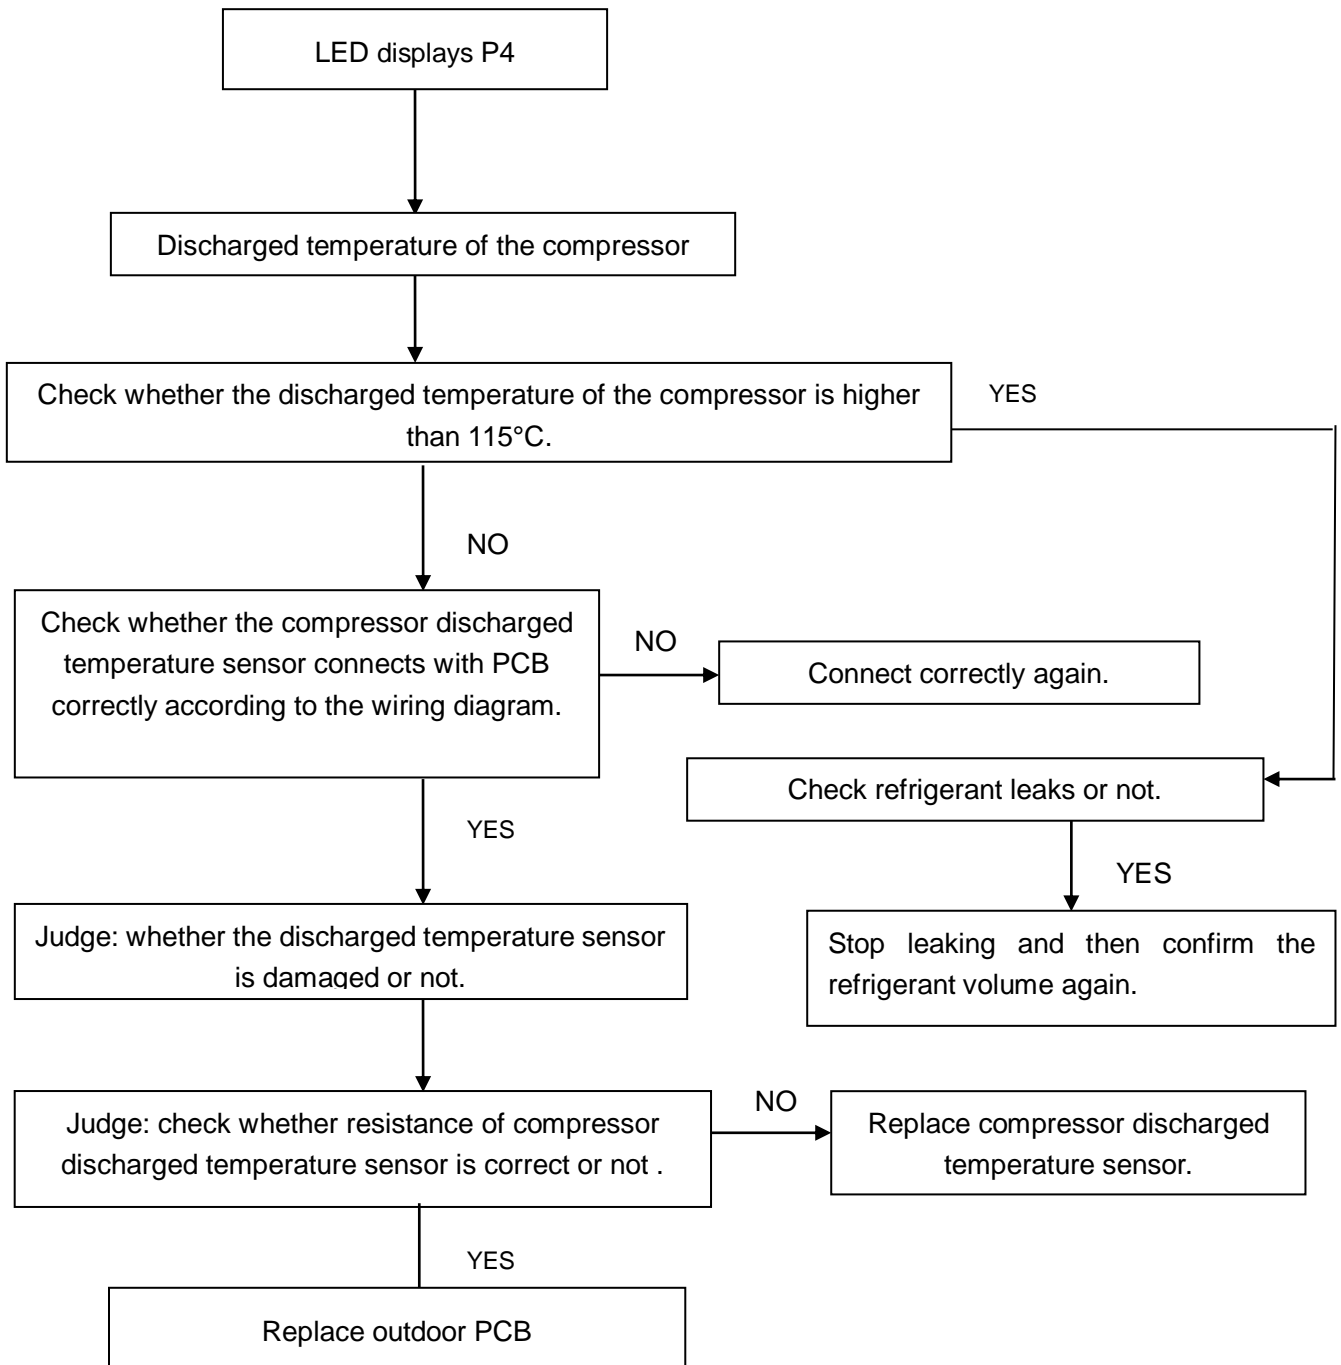 LED displays P4
Discharged temperature of the compressor
Check whether the discharged temperature of the compressor is higher
than 115°C.
YES
NO
Check whether the compressor discharged
temperature sensor connects with PCB
correctly according to the wiring diagram.
NO
Connect correctly again.
Check refrigerant leaks or not.
YES
YES
Stop leaking and then confirm the
refrigerant volume again.
Judge: whether the discharged temperature sensor
is damaged or not.
Judge: check whether resistance of compressor
discharged temperature sensor is correct or not .
NO
Replace compressor discharged
temperature sensor.
YES
Replace outdoor PCB